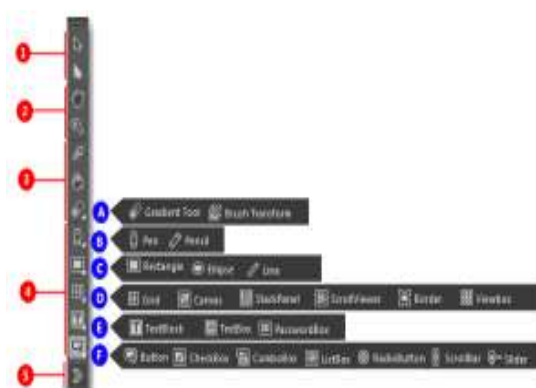 1
2
3
A Gradient Tool Brush Transform
B Pen Pencil
C Rectangle Ellipse Line
4
D Grid Canvas StackPanel ScrollViewer Border Viewbox
E TextBlock TextBox PasswordBox
F Button CheckBox ComboBox ListBox RadioButton ScrollBar Slider
5